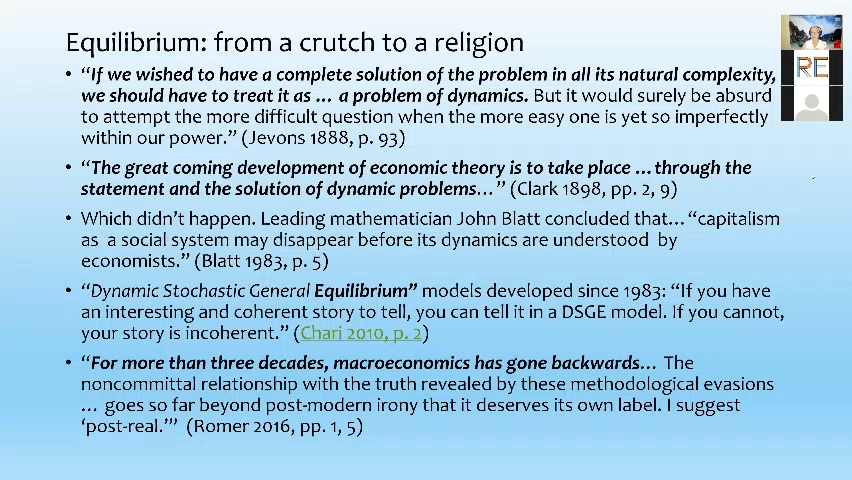 Equilibrium: from a crutch to a religion
• “If we wished to have a complete solution of the problem in all its natural complexity,
we should have to treat it as … a problem of dynamics. But it would surely be absurd
to attempt the more difficult question when the more easy one is yet so imperfectly
within our power.” (Jevons 1888, p. 93)
• “The great coming development of economic theory is to take place …through the
statement and the solution of dynamic problems…” (Clark 1898, pp. 2, 9)
• Which didn’t happen. Leading mathematician John Blatt concluded that…“capitalism
as a social system may disappear before its dynamics are understood by
economists.” (Blatt 1983, p. 5)
• “Dynamic Stochastic General Equilibrium” models developed since 1983: “If you have
an interesting and coherent story to tell, you can tell it in a DSGE model. If you cannot,
your story is incoherent.” (Chari 2010, p. 2)
• “For more than three decades, macroeconomics has gone backwards… The
noncommittal relationship with the truth revealed by these methodological evasions
… goes so far beyond post-modern irony that it deserves its own label. I suggest
‘post-real.’” (Romer 2016, pp. 1, 5)
RE